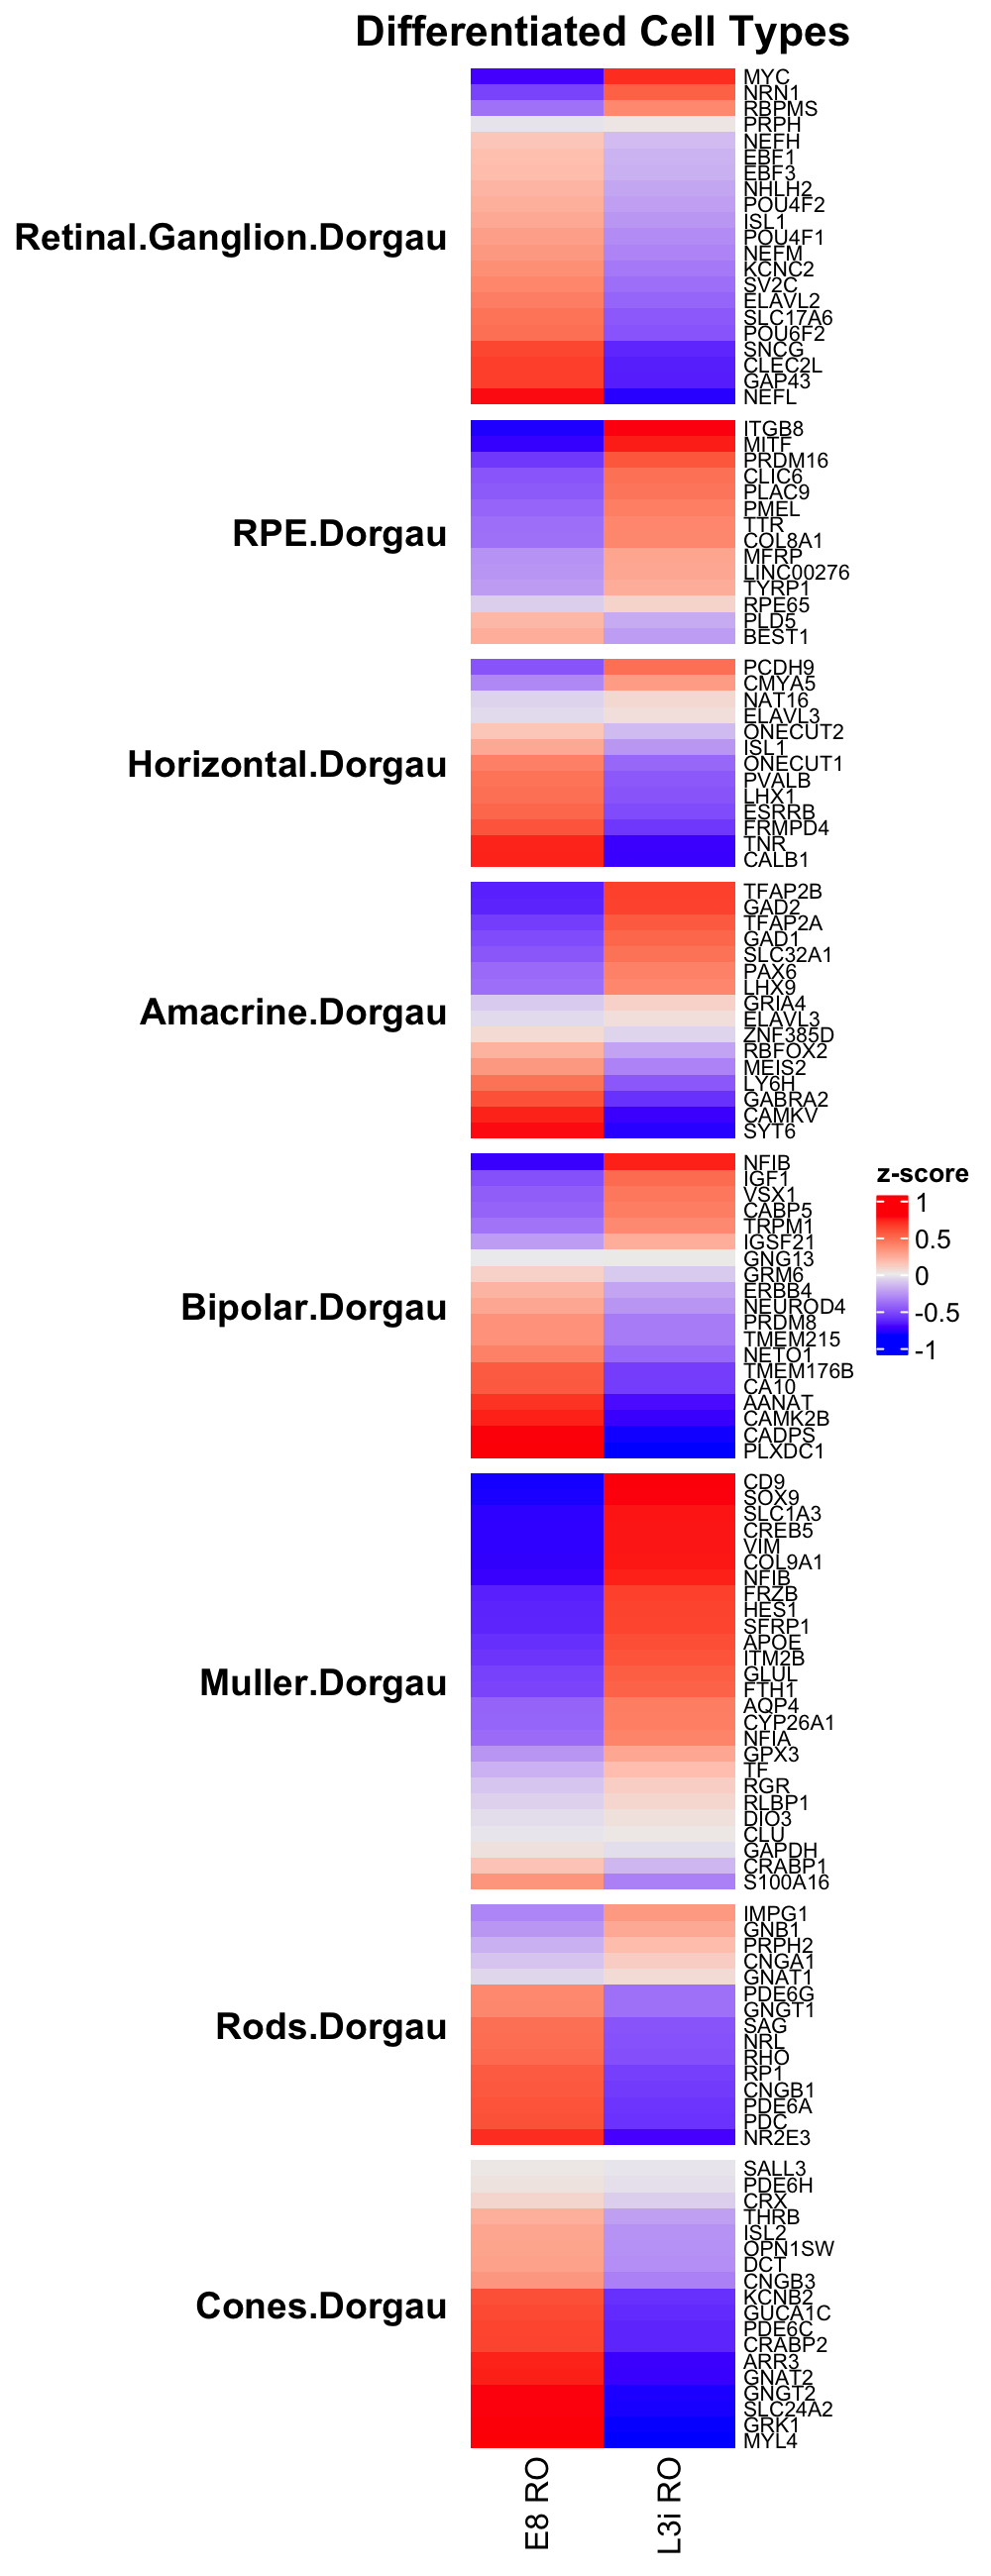 Differentiated Cell Types
Retinal.Ganglion.Dorgau
MYC
NRN1
RBPMS
PRPH
NEFH
EBF1
EBF3
NHLH2
POU4F2
ISL1
POU4F1
NEFM
KCNC2
SV2C
ELAVL2
SLC17A6
POU6F2
SNCG
CLEC2L
GAP43
NEFL
RPE.Dorgau
ITGB8
MITF
PRDM16
CLIC6
PLAC9
PMEL
TTR
COL8A1
MFRP
LINC00276
TYRP1
RPE65
PLD5
BEST1
Horizontal.Dorgau
PCDH9
CMYA5
NAT16
ELAVL3
ONECUT2
ISL1
ONECUT1
PVALB
LHX1
ESRRB
FRMPD4
TNR
CALB1
Amacrine.Dorgau
TFAP2B
GAD2
TFAP2A
GAD1
SLC32A1
PAX6
LHX9
GRIA4
ELAVL3
ZNF385D
RBFOX2
MEIS2
LY6H
GABRA2
CAMKV
SYT6
Bipolar.Dorgau
NFIB
IGF1
VSX1
CABP5
TRPM1
IGSF21
GNG13
GRM6
ERBB4
NEUROD4
PRDM8
TMEM215
NETO1
TMEM176B
CA10
AANAT
CAMK2B
CADPS
PLXDC1
z-score
1
0.5
0
-0.5
-1
Muller.Dorgau
CD9
SOX9
SLC1A3
CREB5
VIM
COL9A1
NFIB
FRZB
HES1
SFRP1
APOE
ITM2B
GLUL
FTH1
AQP4
CYP26A1
NFIA
GPX3
TF
RGR
RLBP1
DIO3
CLU
GAPDH
CRABP1
S100A16
Rods.Dorgau
IMPG1
GNB1
PRPH2
CNGA1
GNAT1
PDE6G
GNGT1
SAG
NRL
RHO
RP1
CNGB1
PDE6A
PDC
NR2E3
Cones.Dorgau
SALL3
PDE6H
CRX
THRB
ISL2
OPN1SW
DCT
CNGB3
KCNB2
GUCA1C
PDE6C
CRABP2
ARR3
GNAT2
GNGT2
SLC24A2
GRK1
MYL4
E8 RO
L3i RO